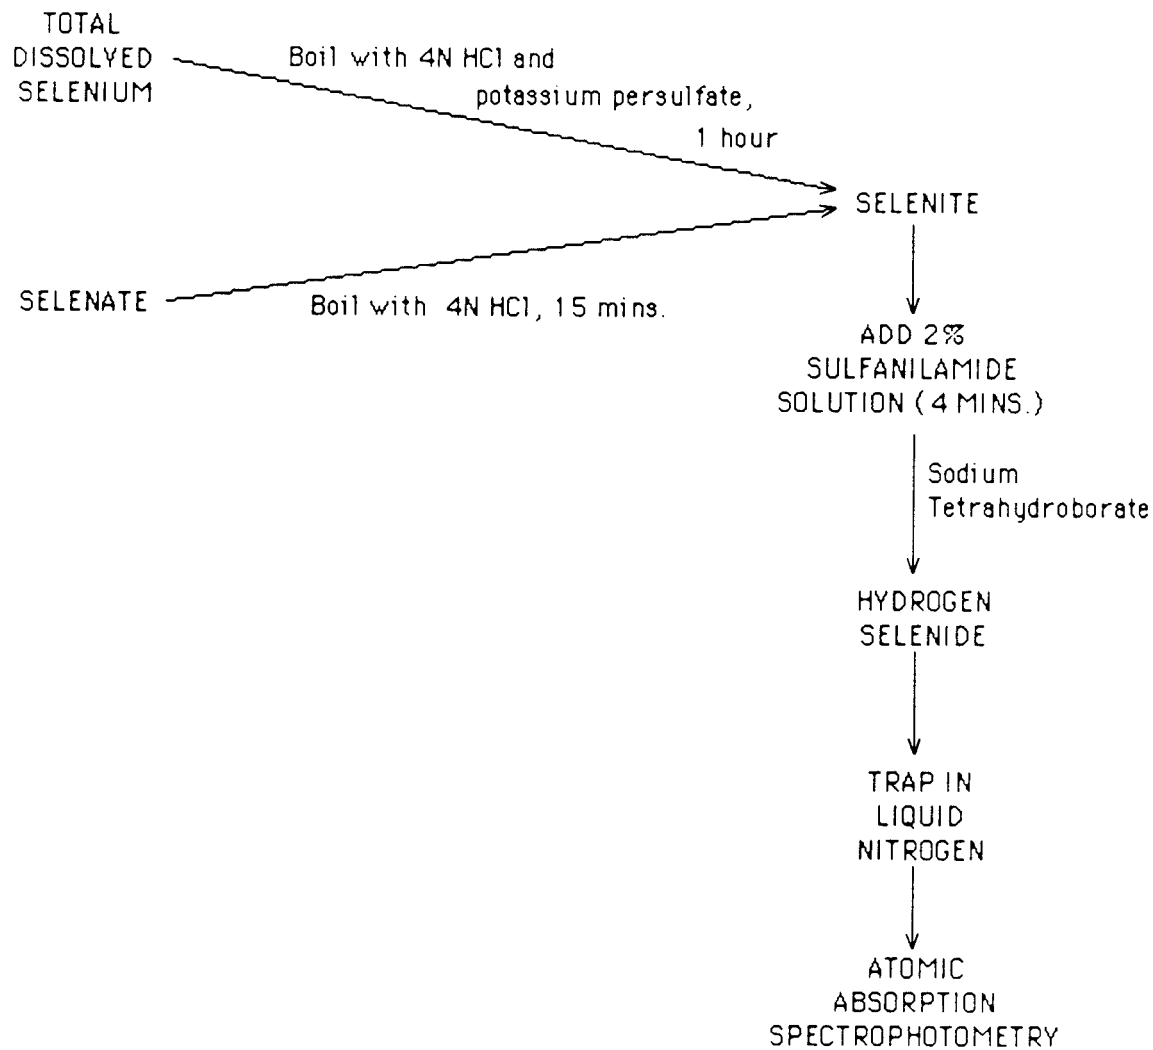 TOTAL
DISSOLVED
SELENIUM
Boil with 4N HCl and
potassium persulfate,
1 hour
SELENITE
SELENATE
Boil with 4N HCl, 15 mins.
ADD 2%
SULFANILAMIDE
SOLUTION (4 MINS.)
Sodium
Tetrahydroborate
HYDROGEN
SELENIDE
TRAP IN
LIQUID
NITROGEN
ATOMIC
ABSORPTION
SPECTROPHOTOMETRY